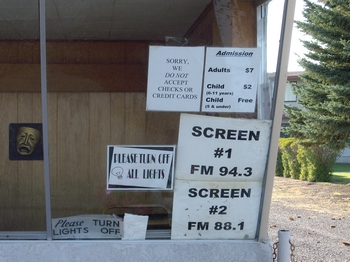 SORRY,
WE
DO NOT
ACCEPT
CHECKS OR
CREDIT CARDS
Admission
Adults $7
Child $2
(6-11 years)
Child Free
(5 & under)
SCREEN
#1
FM 94.3
SCREEN
#2
FM 88.1
PLEASE TURN OFF
ALL LIGHTS
Please TURN
LIGHTS OFF